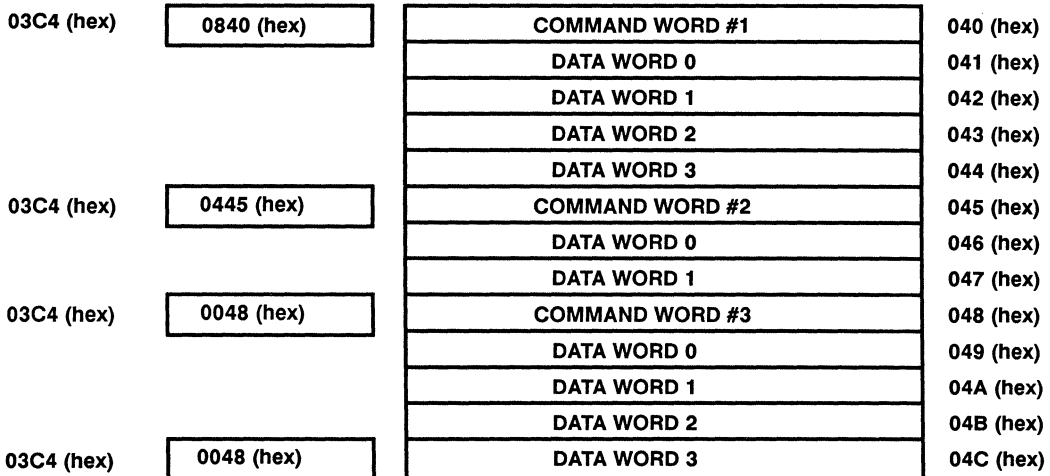 03C4 (hex) 0840 (hex) COMMAND WORD #1 040 (hex)
DATA WORD 0 041 (hex)
DATA WORD 1 042 (hex)
DATA WORD 2 043 (hex)
DATA WORD 3 044 (hex)
03C4 (hex) 0445 (hex) COMMAND WORD #2 045 (hex)
DATA WORD 0 046 (hex)
DATA WORD 1 047 (hex)
03C4 (hex) 0048 (hex) COMMAND WORD #3 048 (hex)
DATA WORD 0 049 (hex)
DATA WORD 1 04A (hex)
DATA WORD 2 04B (hex)
03C4 (hex) 0048 (hex) DATA WORD 3 04C (hex)